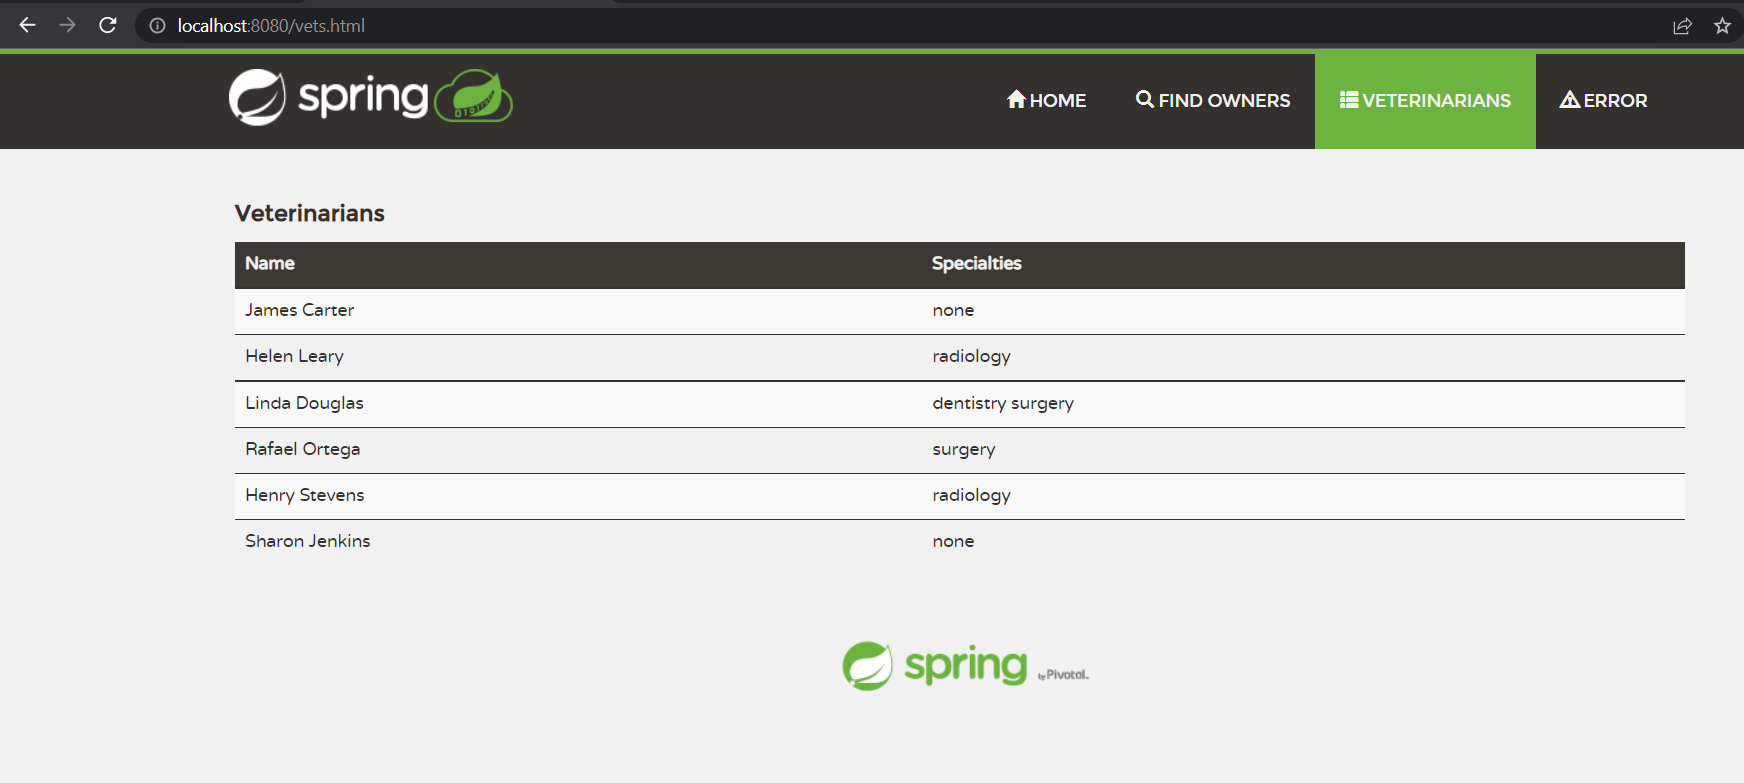 localhost:8080/vets.html
spring
HOME FIND OWNERS VETERINARIANS ERROR
Veterinarians
Name Specialties
James Carter none
Helen Leary radiology
Linda Douglas dentistry surgery
Rafael Ortega surgery
Henry Stevens radiology
Sharon Jenkins none
spring by Pivotal